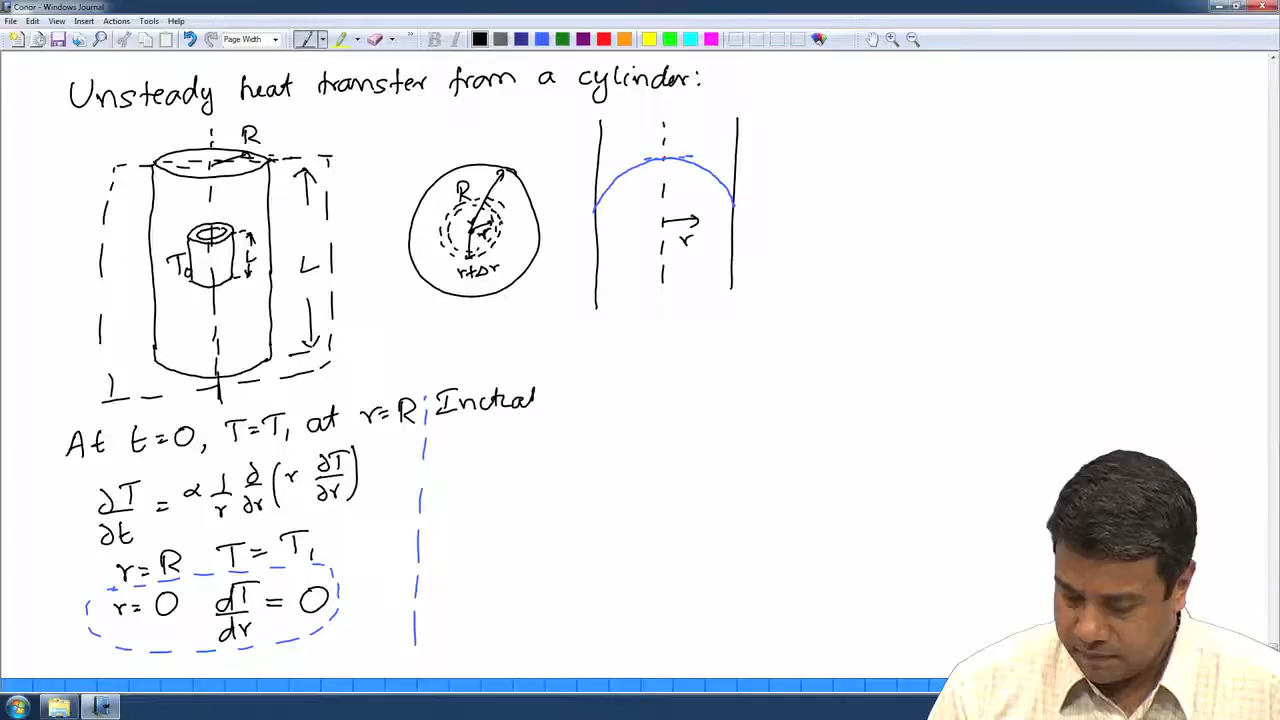 Conor - Windows Journal
File Edit View Insert Actions Tools Help
Page Width
Unsteady heat transfer from a cylinder:
R
T₀
L
L
R
r
r+Δr
r
At t=0, T=T₁ at r=R
∂T/∂t = α 1/r ∂/∂r (r ∂T/∂r)
r=R T=T₁
r=0 dT/dr = 0